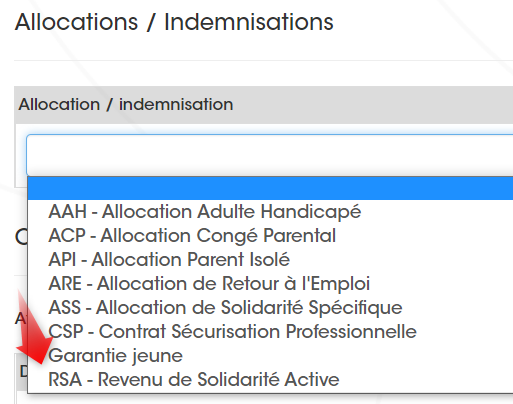 Allocations / Indemnisations
Allocation / indemnisation
AAH - Allocation Adulte Handicapé
ACP - Allocation Congé Parental
API - Allocation Parent Isolé
ARE - Allocation de Retour à l'Emploi
ASS - Allocation de Solidarité Spécifique
CSP - Contrat Sécurisation Professionnelle
Garantie jeune
RSA - Revenu de Solidarité Active